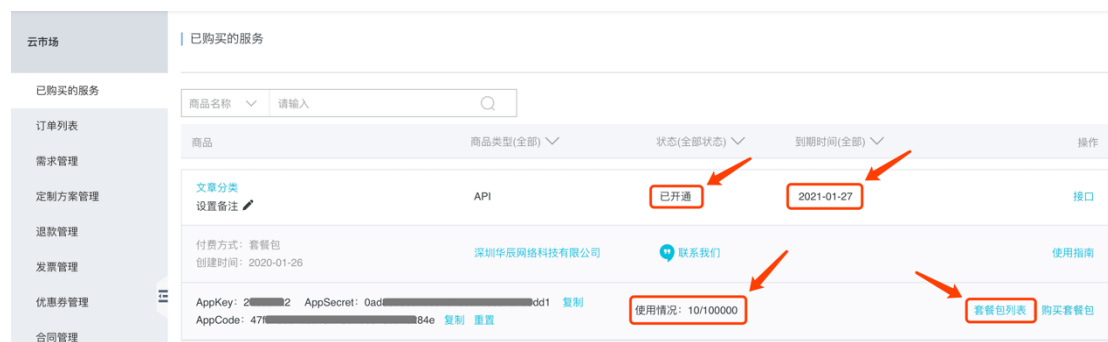 云市场
已购买的服务
已购买的服务
商品名称
请输入
订单列表
商品 商品类型(全部) 状态(全部状态) 到期时间(全部) 操作
需求管理
文章分类
设置备注
API
已开通
2021-01-27
接口
定制方案管理
退款管理
付费方式：套餐包
创建时间：2020-01-26
深圳华辰网络科技有限公司
联系我们
使用指南
发票管理
优惠券管理
AppKey：2 2 AppSecret：0ad dd1 复制
AppCode：47f 84e 复制 重置
使用情况：10/100000
套餐包列表 购买套餐包
合同管理